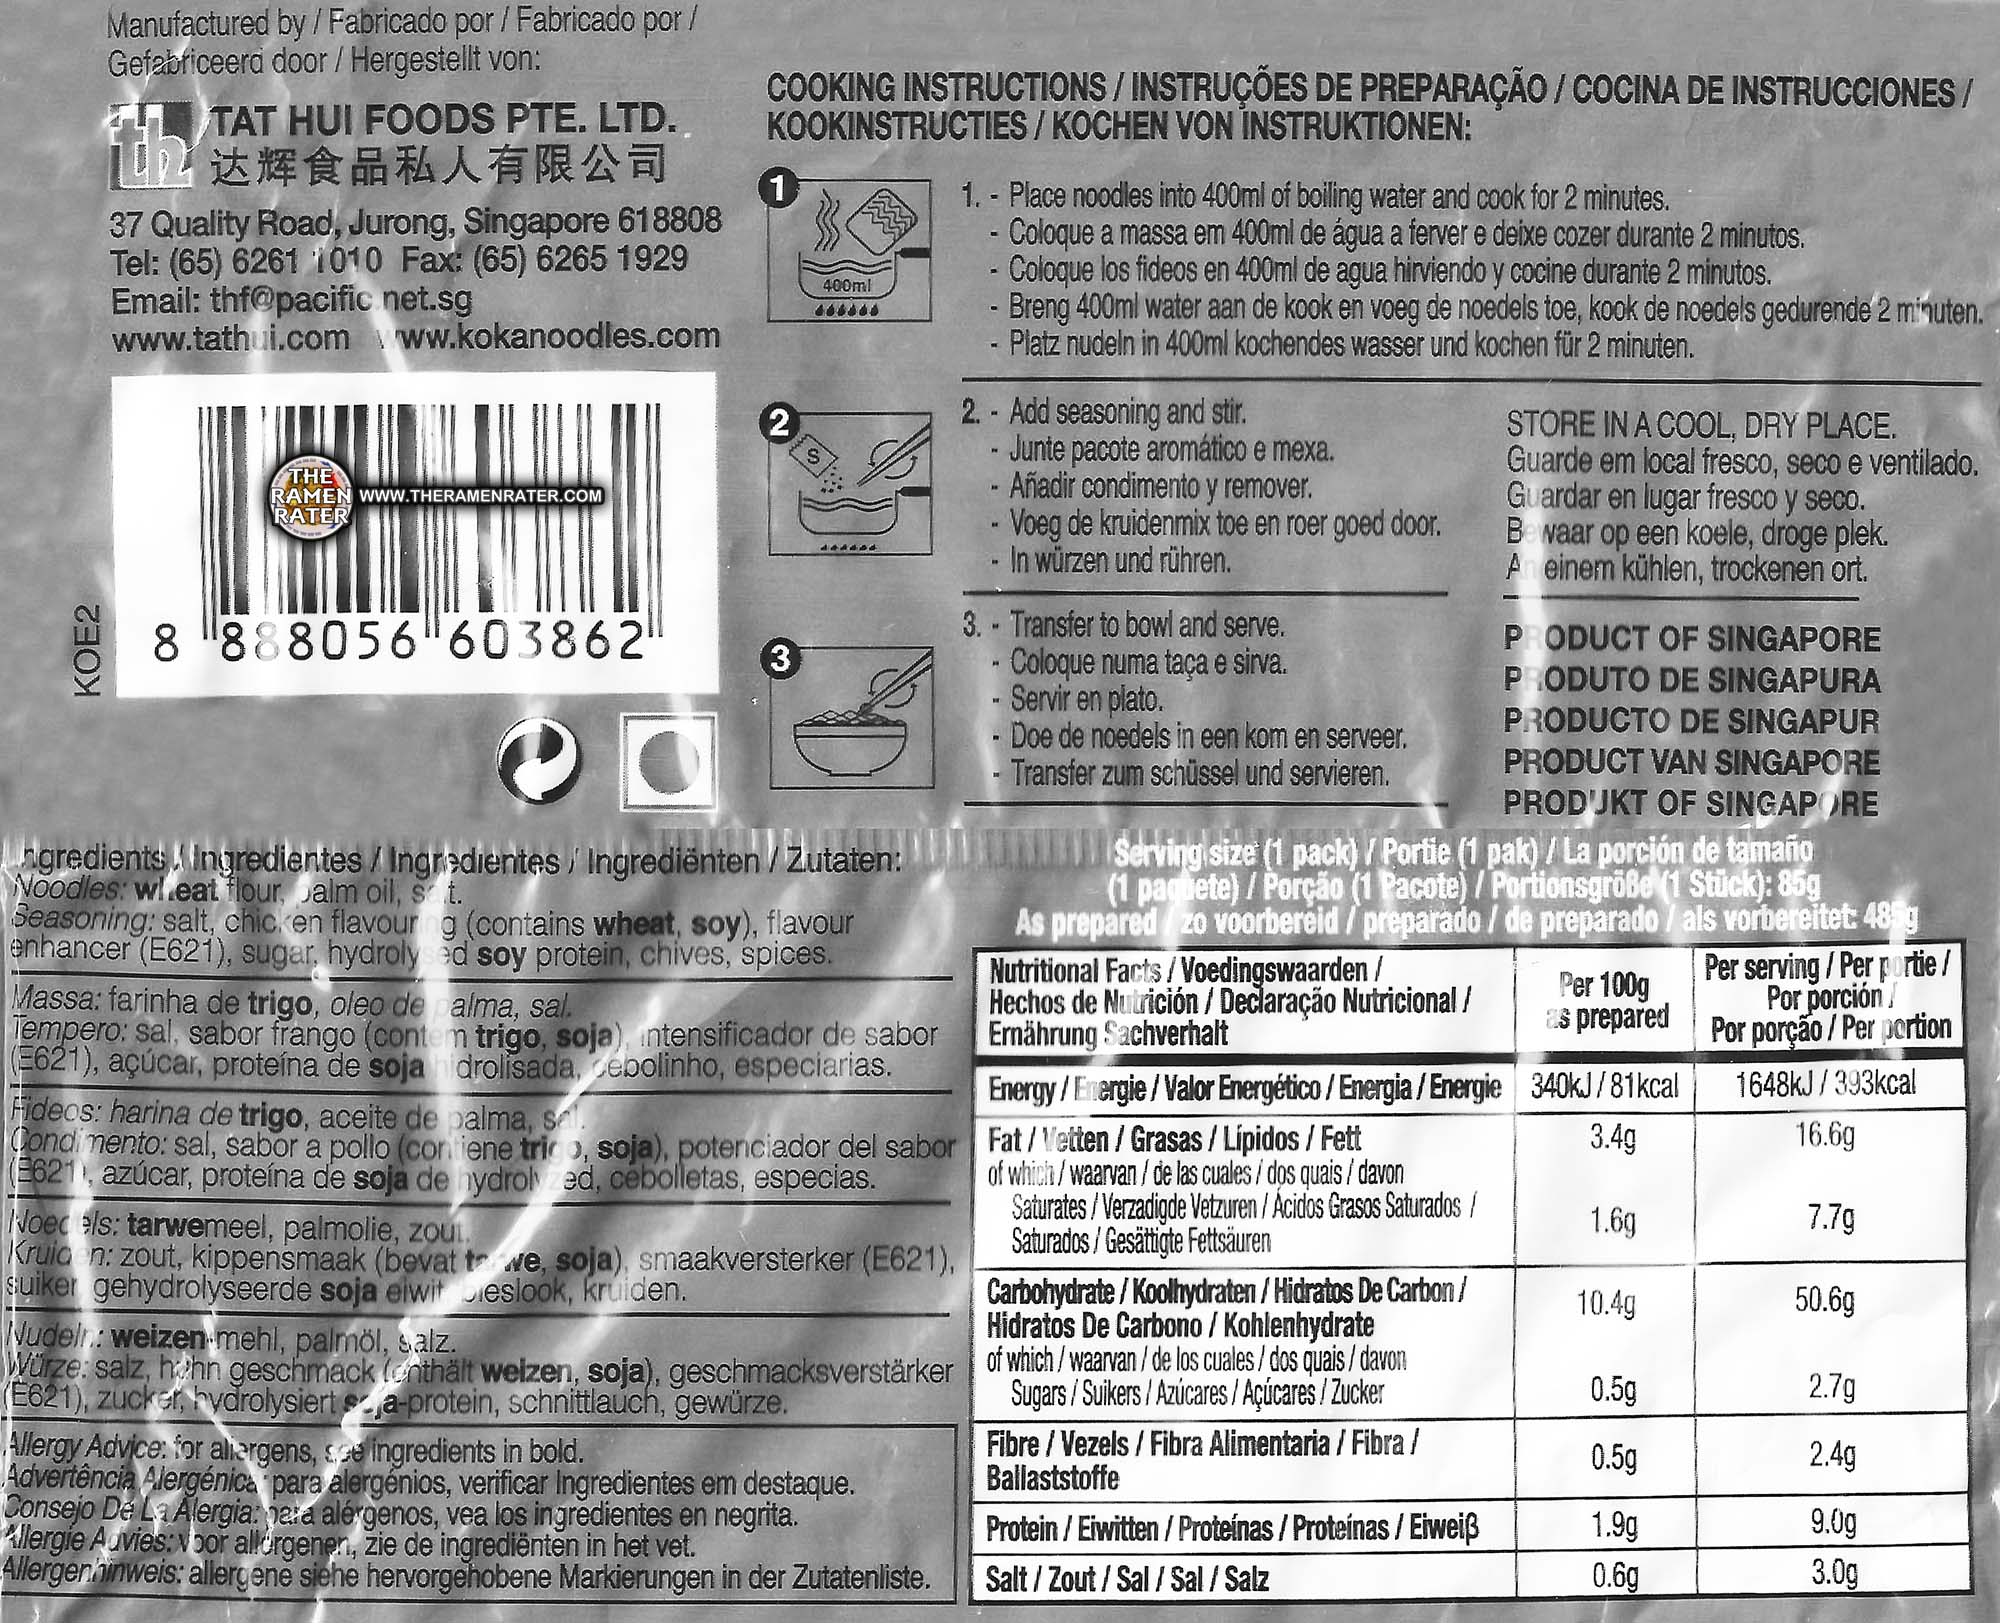 Manufactured by / Fabricado por / Fabricado por /
Gefabriceerd door / Hergestellt von:
th
TAT HUI FOODS PTE. LTD.
达辉食品私人有限公司
37 Quality Road, Jurong, Singapore 618808
Tel: (65) 6261 1010 Fax: (65) 6265 1929
Email: thf@pacific.net.sg
www.tathui.com www.kokanoodles.com
THE
RAMEN
RATER
WWW.THERAMENRATER.COM
8 888056 603862
KOE2
COOKING INSTRUCTIONS / INSTRUÇÕES DE PREPARAÇÃO / COCINA DE INSTRUCCIONES /
KOOKINSTRUCTIES / KOCHEN VON INSTRUKTIONEN:
1
400ml
1. - Place noodles into 400ml of boiling water and cook for 2 minutes.
- Coloque a massa em 400ml de água a ferver e deixe cozer durante 2 minutos.
- Coloque los fideos en 400ml de agua hirviendo y cocine durante 2 minutos.
- Breng 400ml water aan de kook en voeg de noedels toe, kook de noedels gedurende 2 minuten.
- Platz nudeln in 400ml kochendes wasser und kochen für 2 minuten.
2
S
2. - Add seasoning and stir.
- Junte pacote aromático e mexa.
- Añadir condimento y remover.
- Voeg de kruidenmix toe en roer goed door.
- In würzen und rühren.
3
3. - Transfer to bowl and serve.
- Coloque numa taça e sirva.
- Servir en plato.
- Doe de noedels in een kom en serveer.
- Transfer zum schüssel und servieren.
STORE IN A COOL, DRY PLACE.
Guarde em local fresco, seco e ventilado.
Guardar en lugar fresco y seco.
Bewaar op een koele, droge plek.
An einem kühlen, trockenen ort.
PRODUCT OF SINGAPORE
PRODUTO DE SINGAPURA
PRODUCTO DE SINGAPUR
PRODUCT VAN SINGAPORE
PRODUKT OF SINGAPORE
Ingredients / Ingredientes / Ingredientes / Ingrediënten / Zutaten:
Noodles: wheat flour, palm oil, salt.
Seasoning: salt, chicken flavouring (contains wheat, soy), flavour
enhancer (E621), sugar, hydrolysed soy protein, chives, spices.
Massa: farinha de trigo, oleo de palma, sal.
Tempero: sal, sabor frango (contem trigo, soja), intensificador de sabor
(E621), açúcar, proteína de soja hidrolisada, cebolinho, especiarias.
Fideos: harina de trigo, aceite de palma, sal.
Condimento: sal, sabor a pollo (contiene trigo, soja), potenciador del sabor
(E621), azúcar, proteína de soja de hydrolyzed, cebolletas, especias.
Noedels: tarwemeel, palmolie, zout.
Kruiden: zout, kippensmaak (bevat tarwe, soja), smaakversterker (E621),
suiker, gehydrolyseerde soja eiwit, bieslook, kruiden.
Nudeln: weizen-mehl, palmöl, salz.
Würze: salz, huhn geschmack (enthält weizen, soja), geschmacksverstärker
(E621), zucker, hydrolysiert soja-protein, schnittlauch, gewürze.
Allergy Advice: for allergens, see ingredients in bold.
Advertência Alergénica: para alergénios, verificar Ingredientes em destaque.
Consejo De La Alergia: para alérgenos, vea los ingredientes en negrita.
Allergie Advies: Voor allergenen, zie de ingrediënten in het vet.
Allergenhinweis: allergene siehe hervorgehobene Markierungen in der Zutatenliste.
Serving size (1 pack) / Portie (1 pak) / La porción de tamaño
(1 paquete) / Porção (1 Pacote) / Portionsgröße (1 Stück): 85g
As prepared / zo voorbereid / preparado / de preparado / als vorbereitet: 485g
Nutritional Facts / Voedingswaarden /
Hechos de Nutrición / Declaração Nutricional /
Ernährung Sachverhalt
Per 100g
as prepared
Per serving / Per portie /
Por porción /
Por porção / Per portion
Energy / Energie / Valor Energético / Energia / Energie 340kJ / 81kcal 1648kJ / 393kcal
Fat / Vetten / Grasas / Lípidos / Fett 3.4g 16.6g
of which / waarvan / de las cuales / dos quais / davon
Saturates / Verzadigde Vetzuren / Ácidos Grasos Saturados /
Saturados / Gesättigte Fettsäuren 1.6g 7.7g
Carbohydrate / Koolhydraten / Hidratos De Carbon /
Hidratos De Carbono / Kohlenhydrate 10.4g 50.6g
of which / waarvan / de los cuales / dos quais / davon
Sugars / Suikers / Azúcares / Açúcares / Zucker 0.5g 2.7g
Fibre / Vezels / Fibra Alimentaria / Fibra /
Ballaststoffe 0.5g 2.4g
Protein / Eiwitten / Proteínas / Proteínas / Eiweiß 1.9g 9.0g
Salt / Zout / Sal / Sal / Salz 0.6g 3.0g